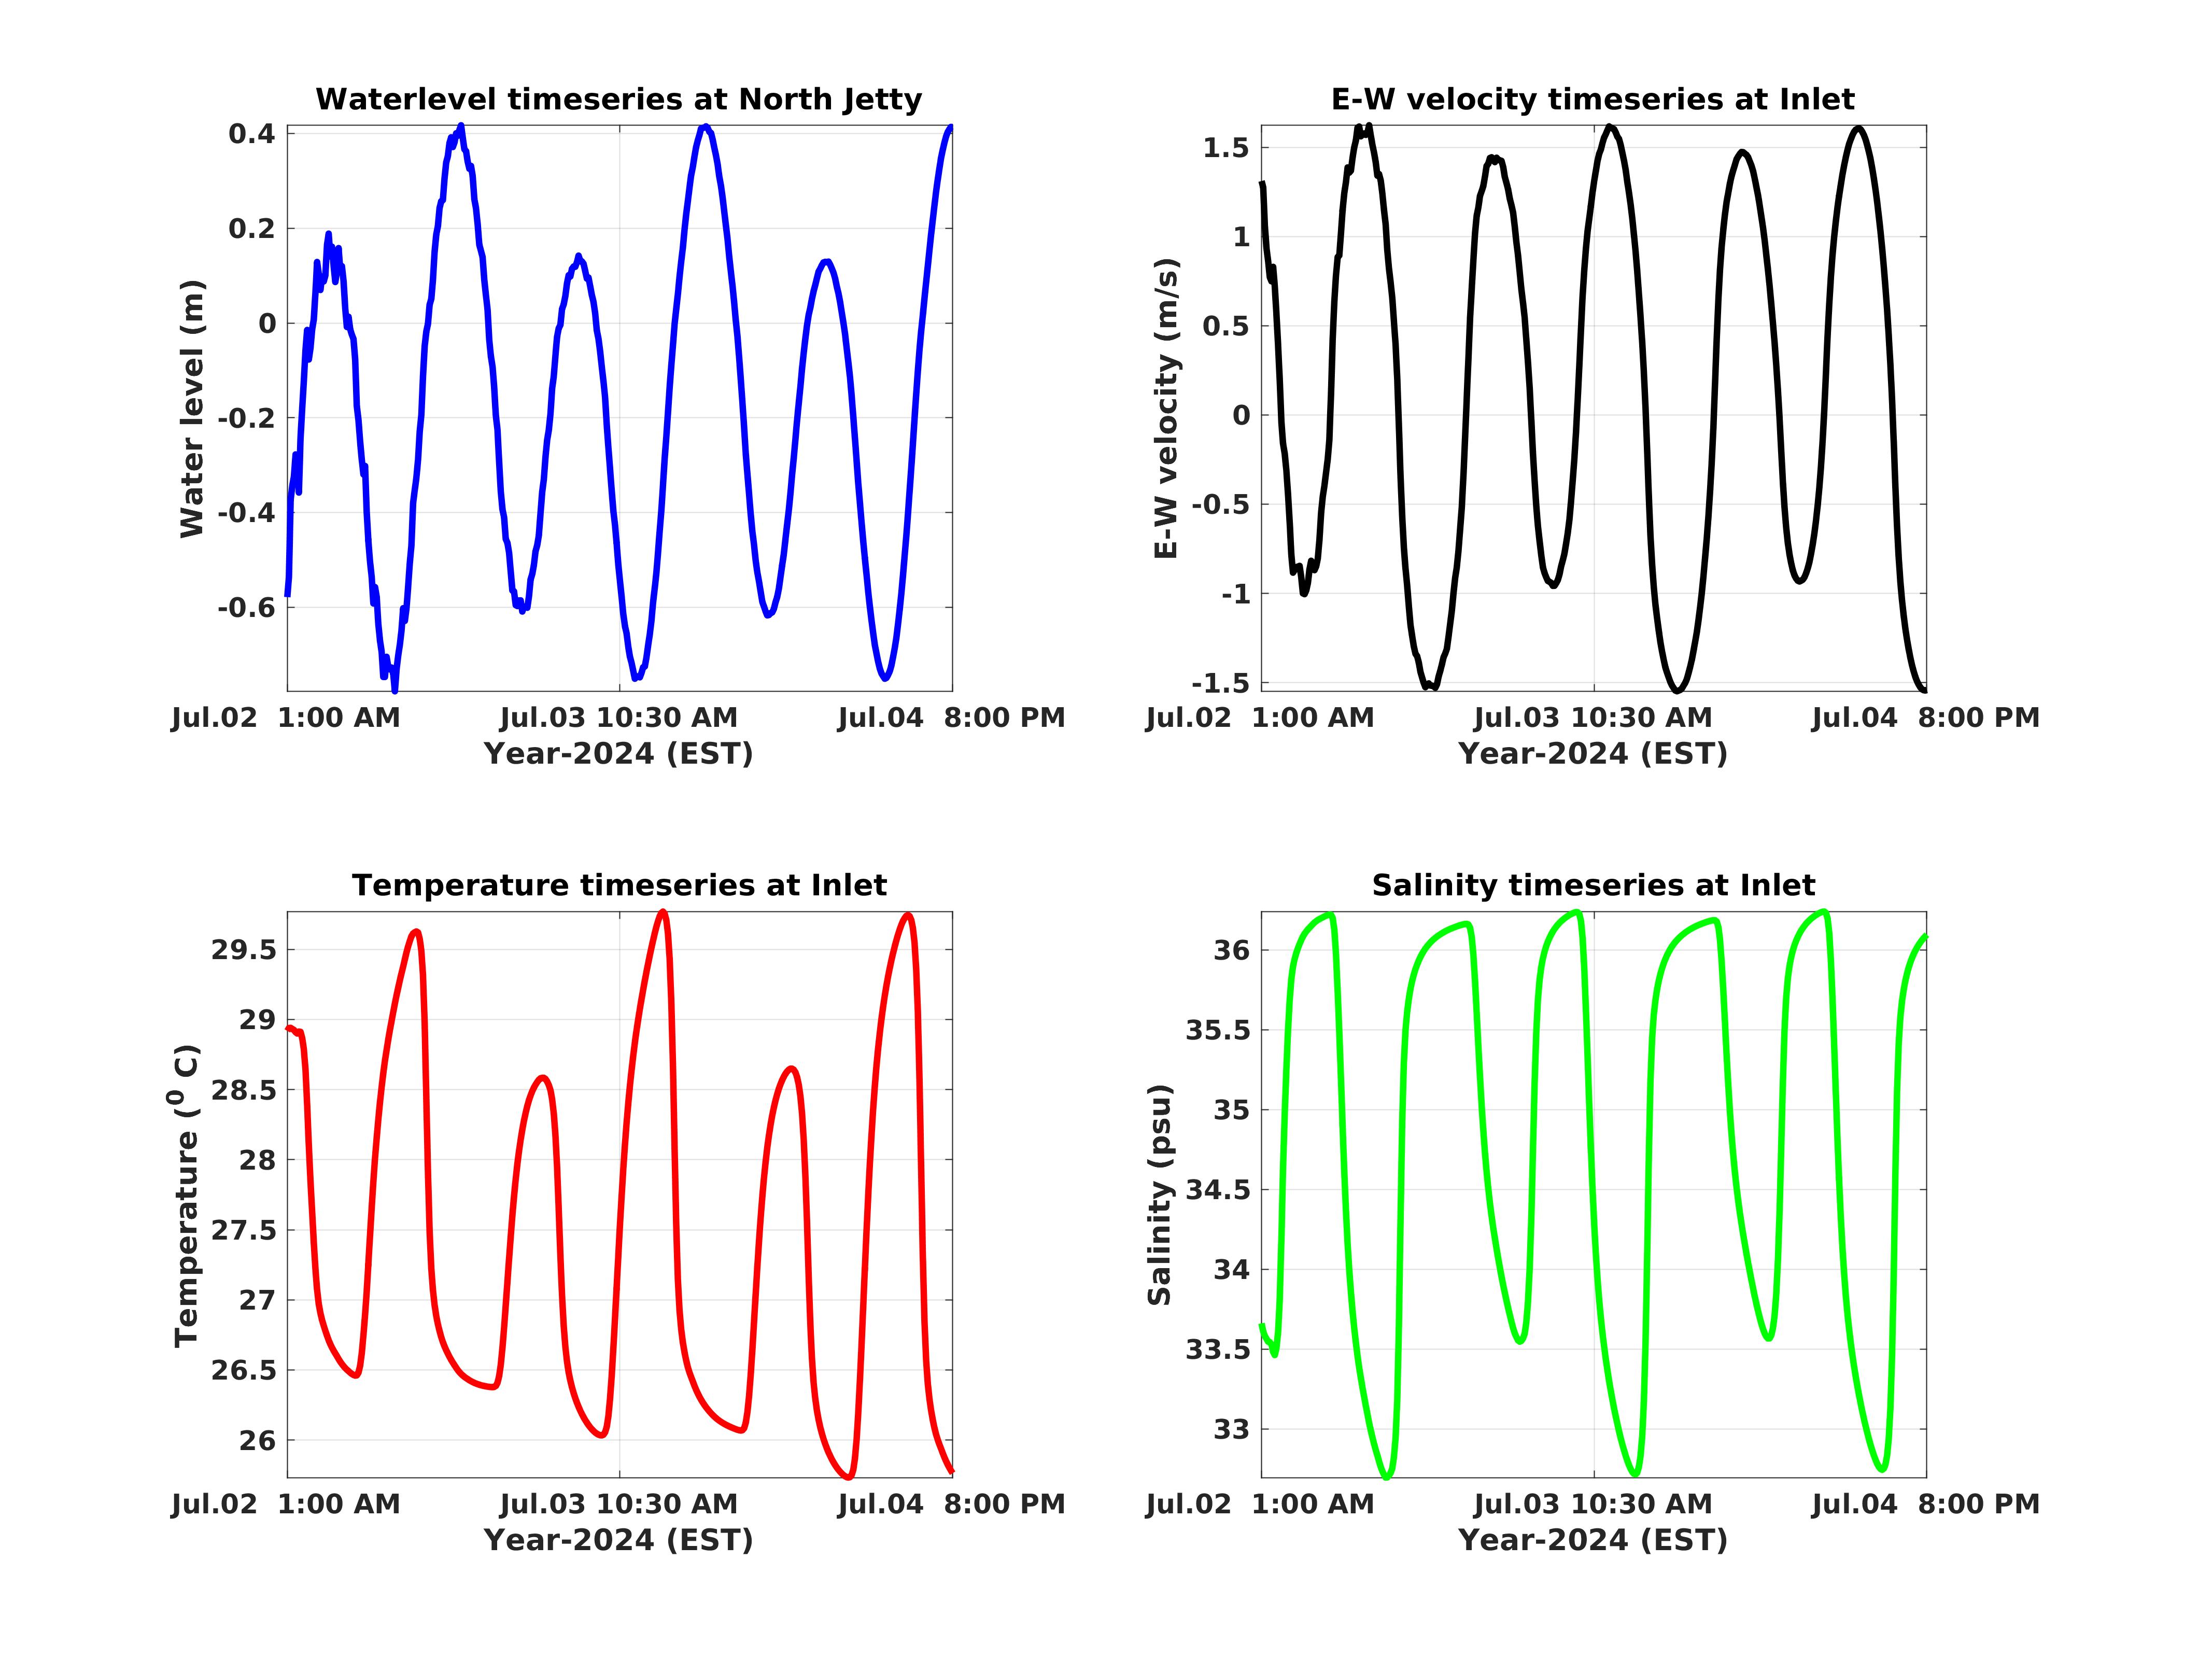 Waterlevel timeseries at North Jetty
0.4
0.2
0
-0.2
-0.4
-0.6
Water level (m)
Jul.02 1:00 AM Jul.03 10:30 AM Jul.04 8:00 PM
Year-2024 (EST)
E-W velocity timeseries at Inlet
1.5
1
0.5
0
-0.5
-1
-1.5
E-W velocity (m/s)
Jul.02 1:00 AM Jul.03 10:30 AM Jul.04 8:00 PM
Year-2024 (EST)
Temperature timeseries at Inlet
29.5
29
28.5
28
27.5
27
26.5
26
Temperature (⁰ C)
Jul.02 1:00 AM Jul.03 10:30 AM Jul.04 8:00 PM
Year-2024 (EST)
Salinity timeseries at Inlet
36
35.5
35
34.5
34
33.5
33
Salinity (psu)
Jul.02 1:00 AM Jul.03 10:30 AM Jul.04 8:00 PM
Year-2024 (EST)